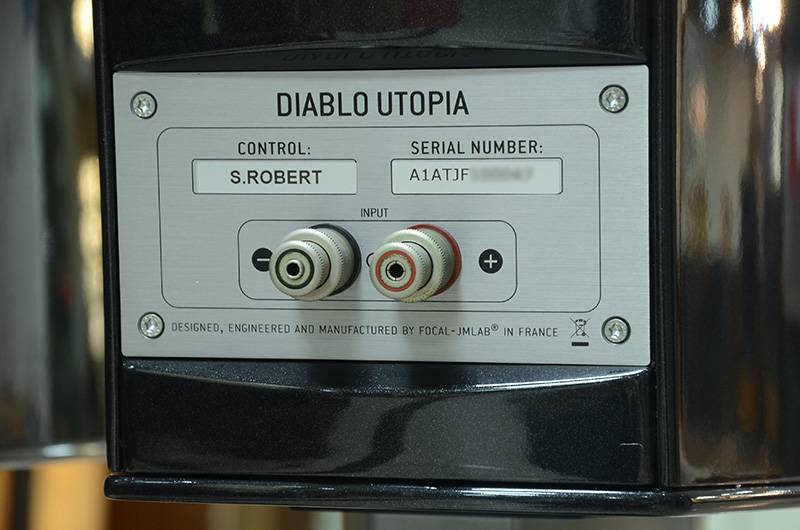 DIABLO UTOPIA
CONTROL: SERIAL NUMBER:
S.ROBERT A1ATJF
INPUT
− +
DESIGNED, ENGINEERED AND MANUFACTURED BY FOCAL-JMLAB® IN FRANCE